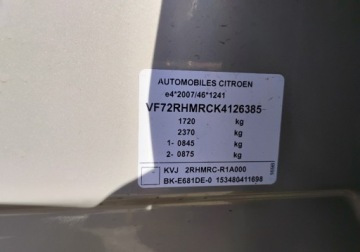 AUTOMOBILES CITROEN
e4*2007/46*1241
VF72RHMRCK4126385
1720 kg
2370 kg
1- 0845 kg
2- 0875 kg
KVJ 2RHMRC-R1A000
BK-E681DE-0 153480411698